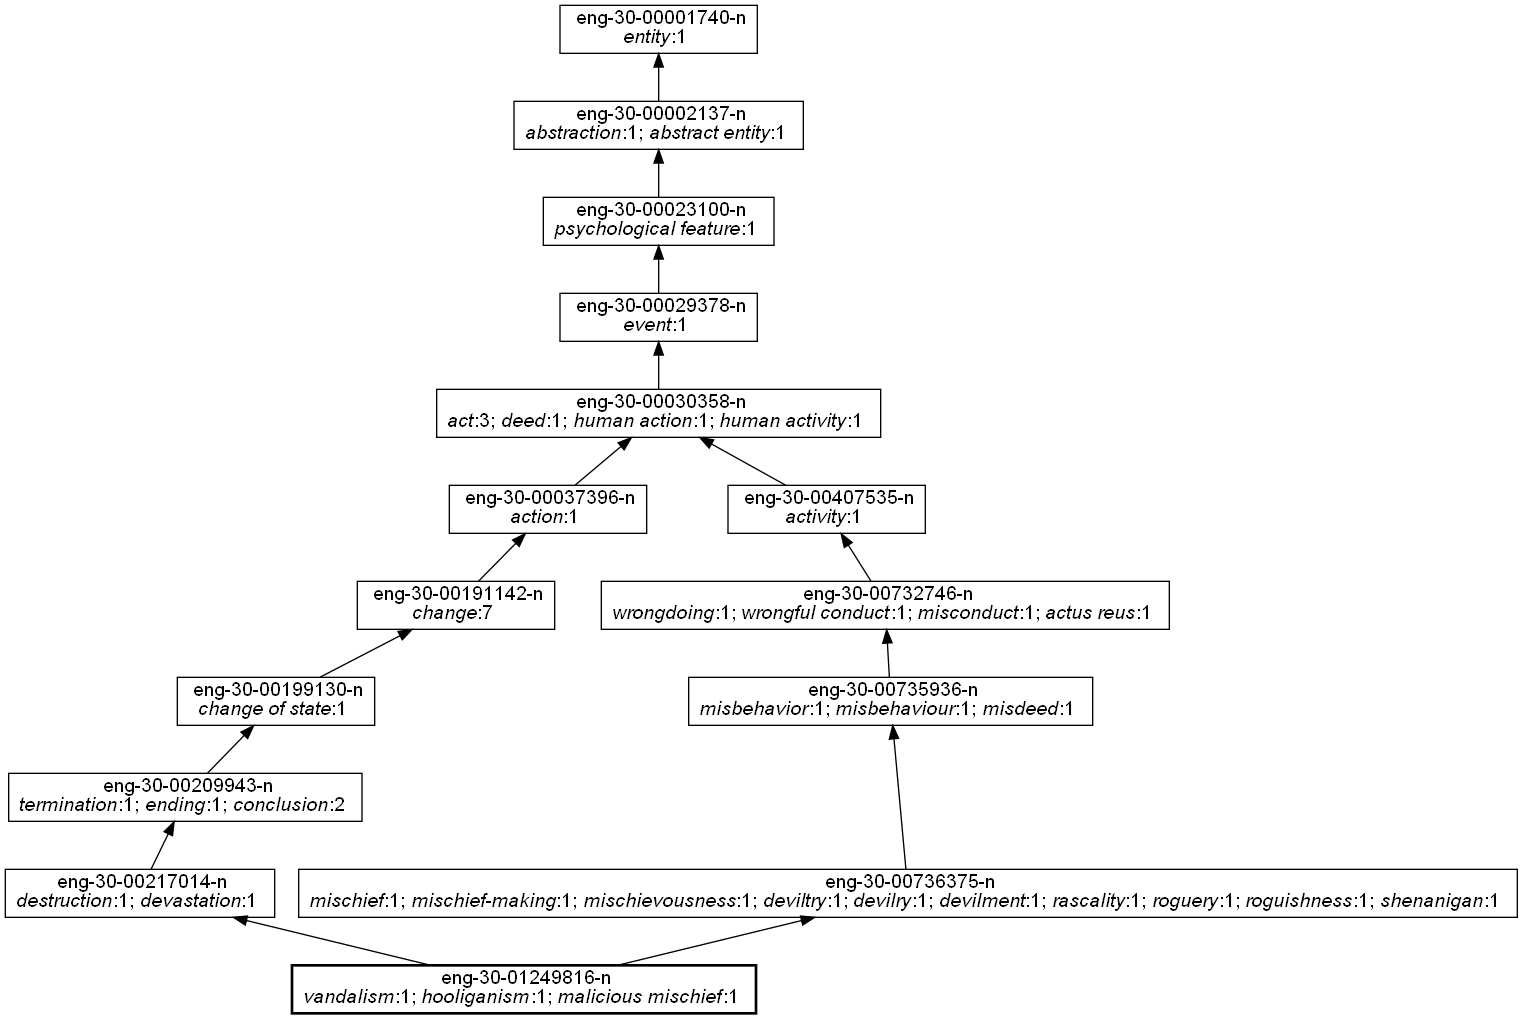 eng-30-00001740-n
entity:1
eng-30-00002137-n
abstraction:1; abstract entity:1
eng-30-00023100-n
psychological feature:1
eng-30-00029378-n
event:1
eng-30-00030358-n
act:3; deed:1; human action:1; human activity:1
eng-30-00037396-n
action:1
eng-30-00407535-n
activity:1
eng-30-00191142-n
change:7
eng-30-00732746-n
wrongdoing:1; wrongful conduct:1; misconduct:1; actus reus:1
eng-30-00199130-n
change of state:1
eng-30-00735936-n
misbehavior:1; misbehaviour:1; misdeed:1
eng-30-00209943-n
termination:1; ending:1; conclusion:2
eng-30-00217014-n
destruction:1; devastation:1
eng-30-00736375-n
mischief:1; mischief-making:1; mischievousness:1; deviltry:1; devilry:1; devilment:1; rascality:1; roguery:1; roguishness:1; shenanigan:1
eng-30-01249816-n
vandalism:1; hooliganism:1; malicious mischief:1